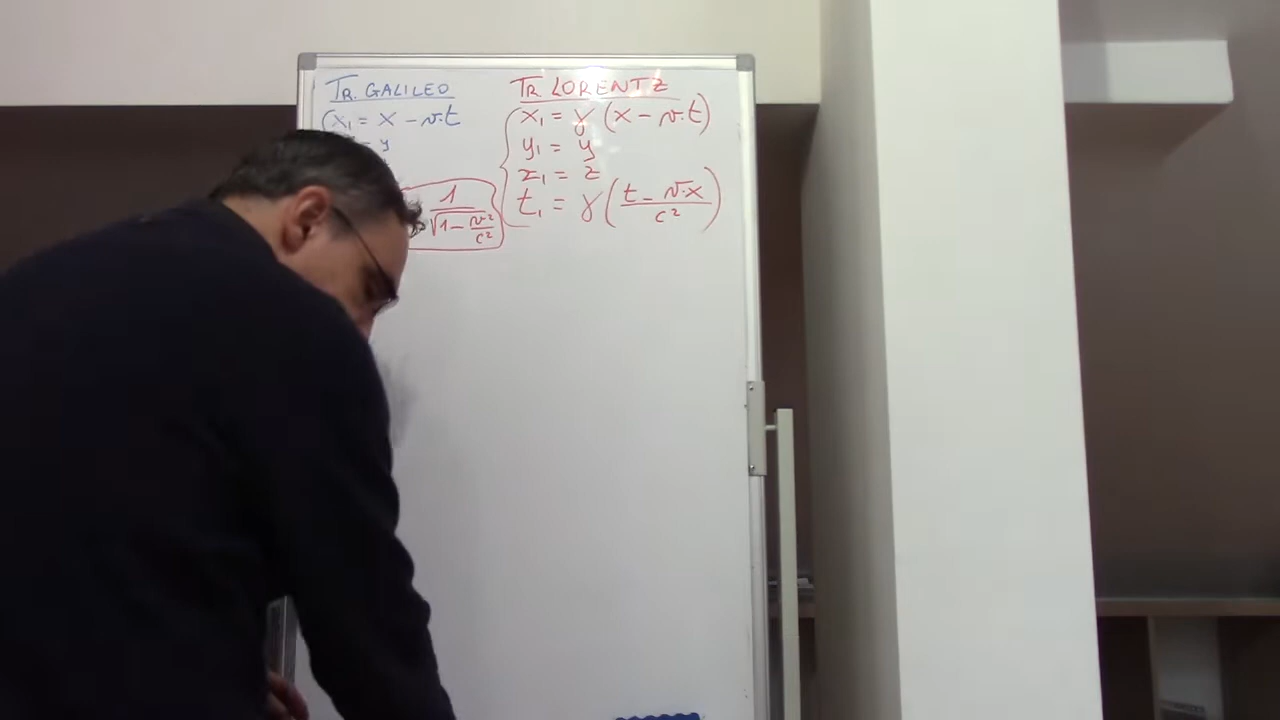 TR. GALILEO
x₁ = x - v·t
y
1
√1 - v²/c²
TR LORENTZ
x₁ = γ (x - v·t)
y₁ = y
z₁ = z
t₁ = γ (t - v·x / c²)